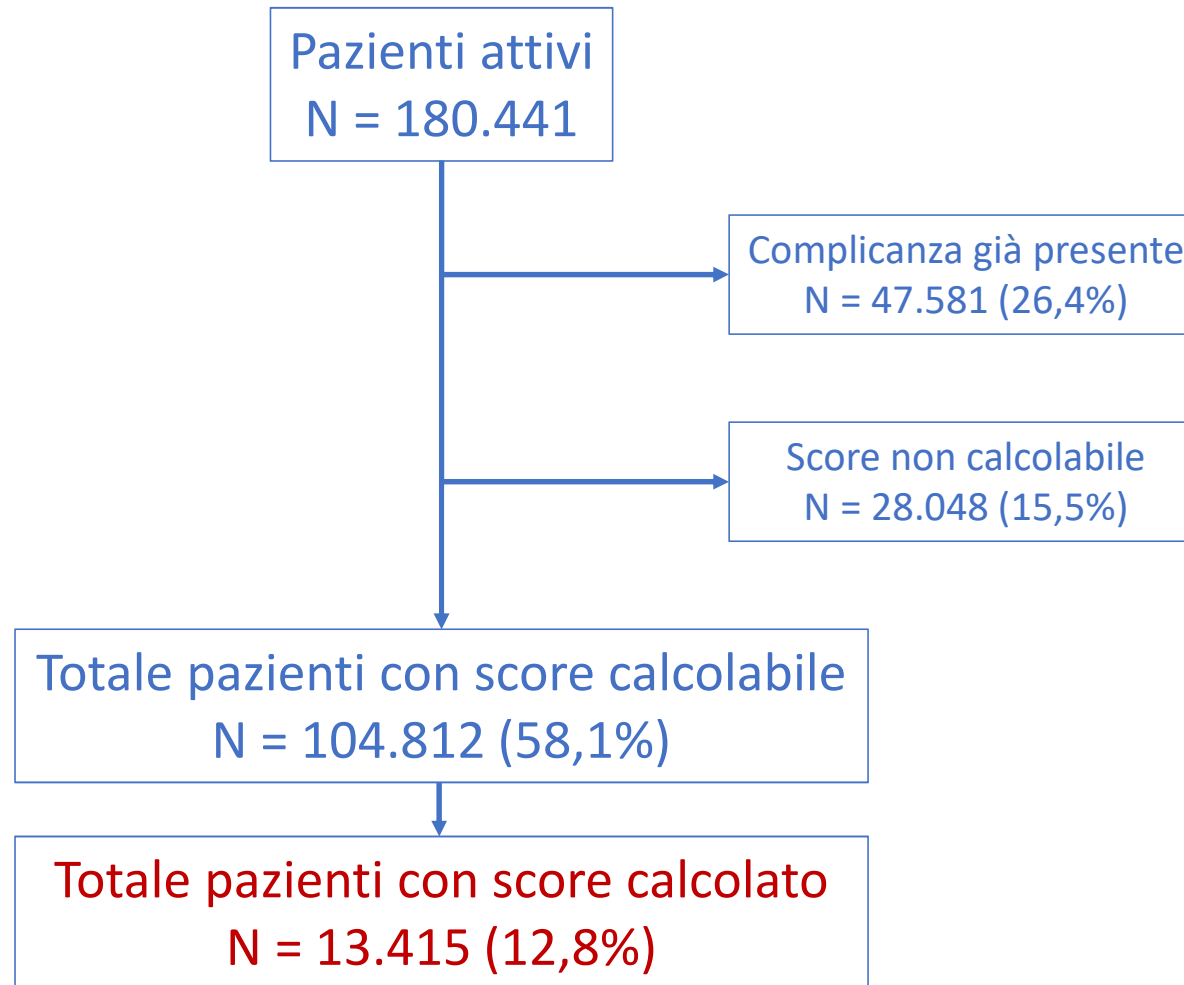 Pazienti attivi
N = 180.441
Complicanza già presente
N = 47.581 (26,4%)
Score non calcolabile
N = 28.048 (15,5%)
Totale pazienti con score calcolabile
N = 104.812 (58,1%)
Totale pazienti con score calcolato
N = 13.415 (12,8%)